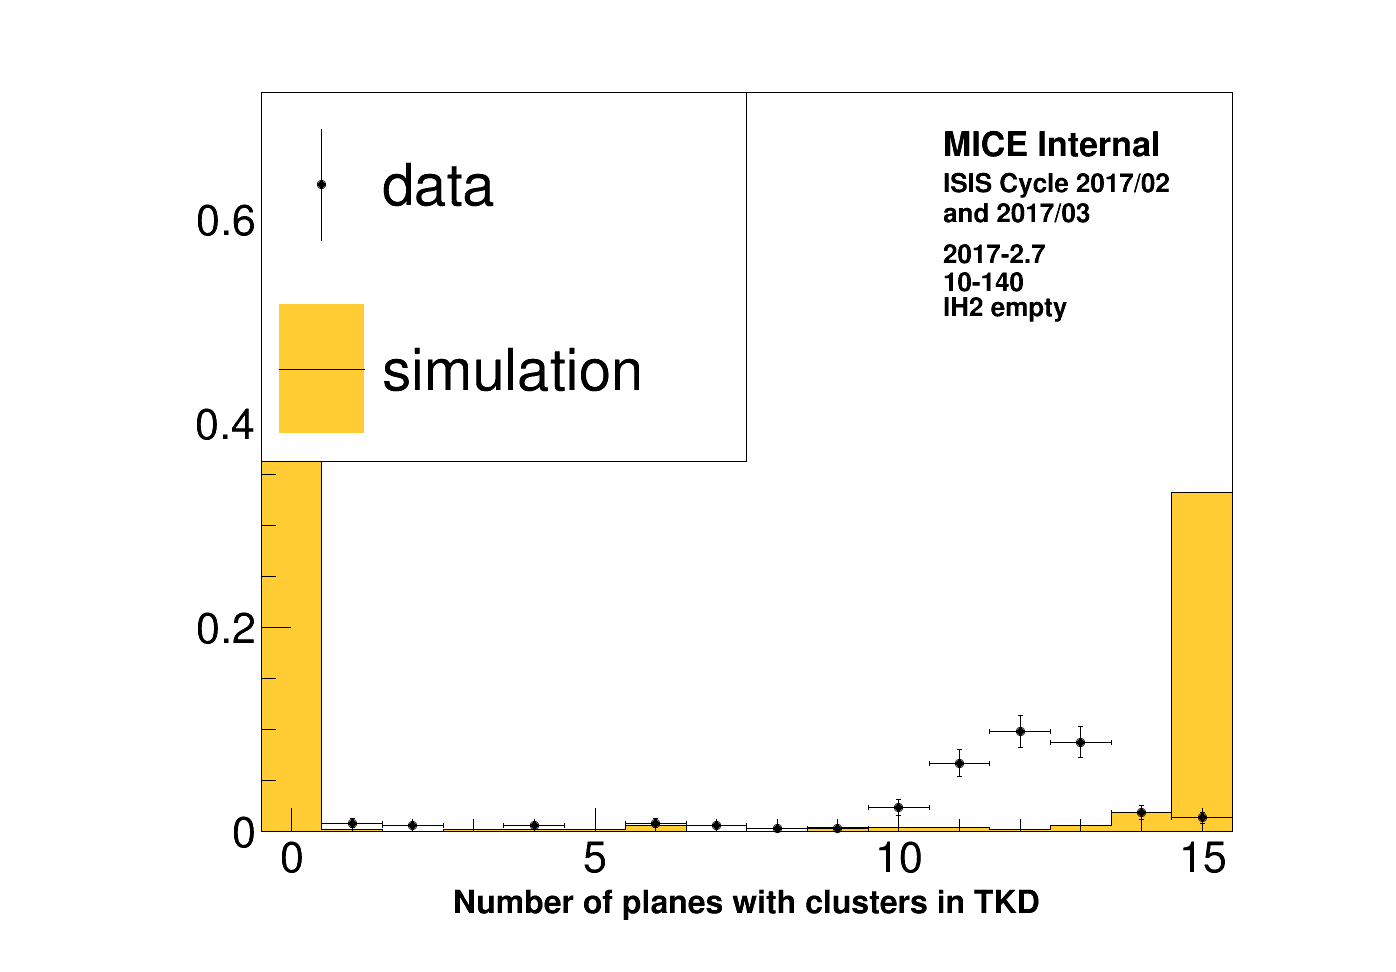 data
simulation
MICE Internal
ISIS Cycle 2017/02
and 2017/03
2017-2.7
10-140
lH2 empty
0.6
0.4
0.2
0
0 5 10 15
Number of planes with clusters in TKD